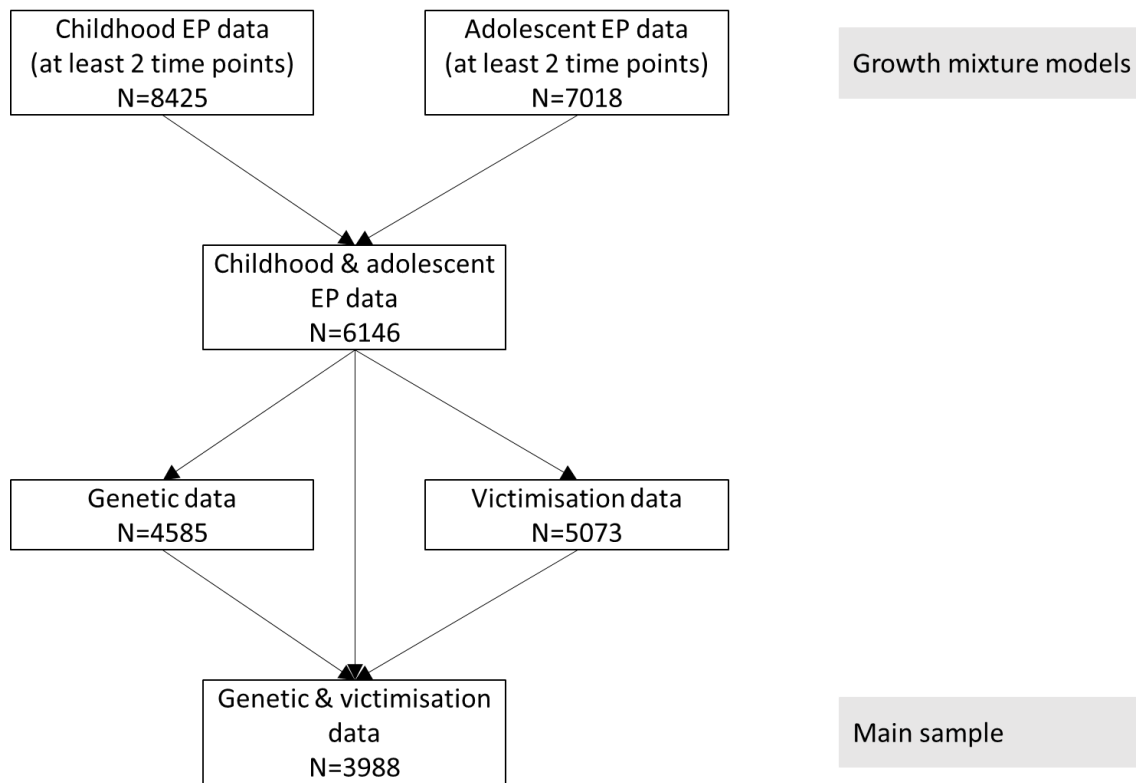 Childhood EP data
(at least 2 time points)
N=8425
Adolescent EP data
(at least 2 time points)
N=7018
Growth mixture models
Childhood & adolescent
EP data
N=6146
Genetic data
N=4585
Victimisation data
N=5073
Genetic & victimisation
data
N=3988
Main sample